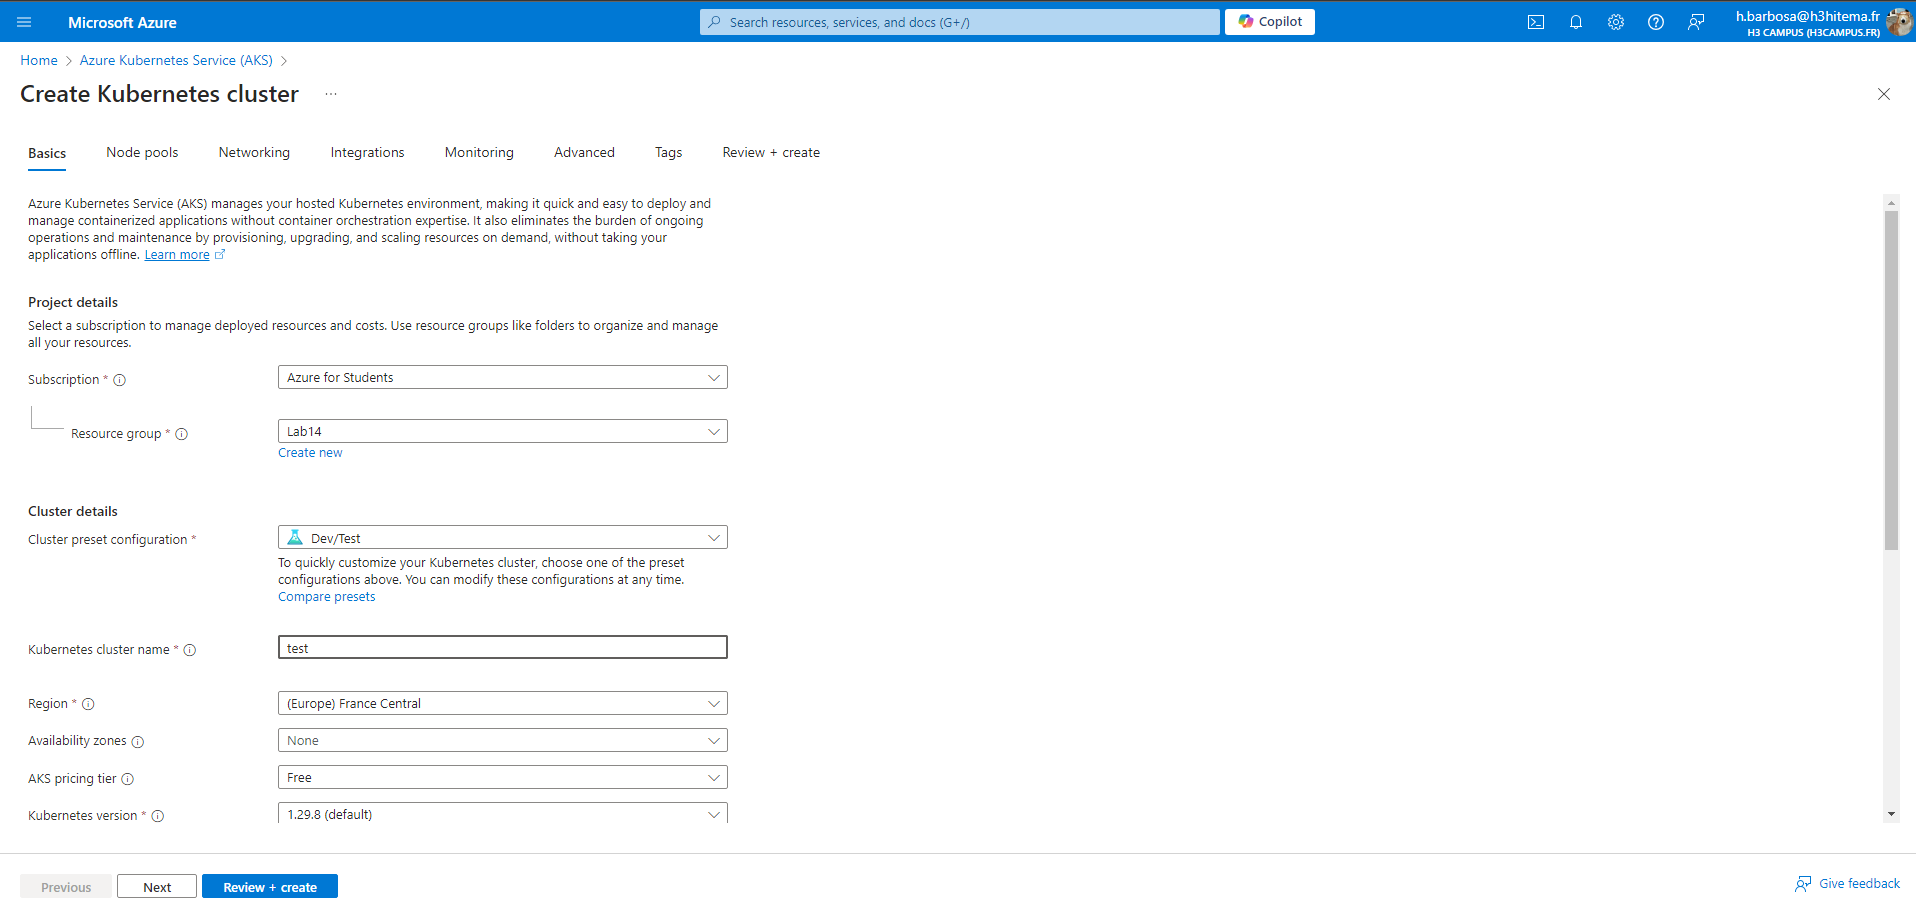 Microsoft Azure
Search resources, services, and docs (G+/)
Copilot
h.barbosa@h3hitema.fr
H3 CAMPUS (H3CAMPUS.FR)
Home > Azure Kubernetes Service (AKS) >
Create Kubernetes cluster ...
Basics Node pools Networking Integrations Monitoring Advanced Tags Review + create
Azure Kubernetes Service (AKS) manages your hosted Kubernetes environment, making it quick and easy to deploy and
manage containerized applications without container orchestration expertise. It also eliminates the burden of ongoing
operations and maintenance by provisioning, upgrading, and scaling resources on demand, without taking your
applications offline. Learn more
Project details
Select a subscription to manage deployed resources and costs. Use resource groups like folders to organize and manage
all your resources.
Subscription *
Azure for Students
Resource group *
Lab14
Create new
Cluster details
Cluster preset configuration *
Dev/Test
To quickly customize your Kubernetes cluster, choose one of the preset
configurations above. You can modify these configurations at any time.
Compare presets
Kubernetes cluster name *
test
Region *
(Europe) France Central
Availability zones
None
AKS pricing tier
Free
Kubernetes version *
1.29.8 (default)
Previous
Next
Review + create
Give feedback